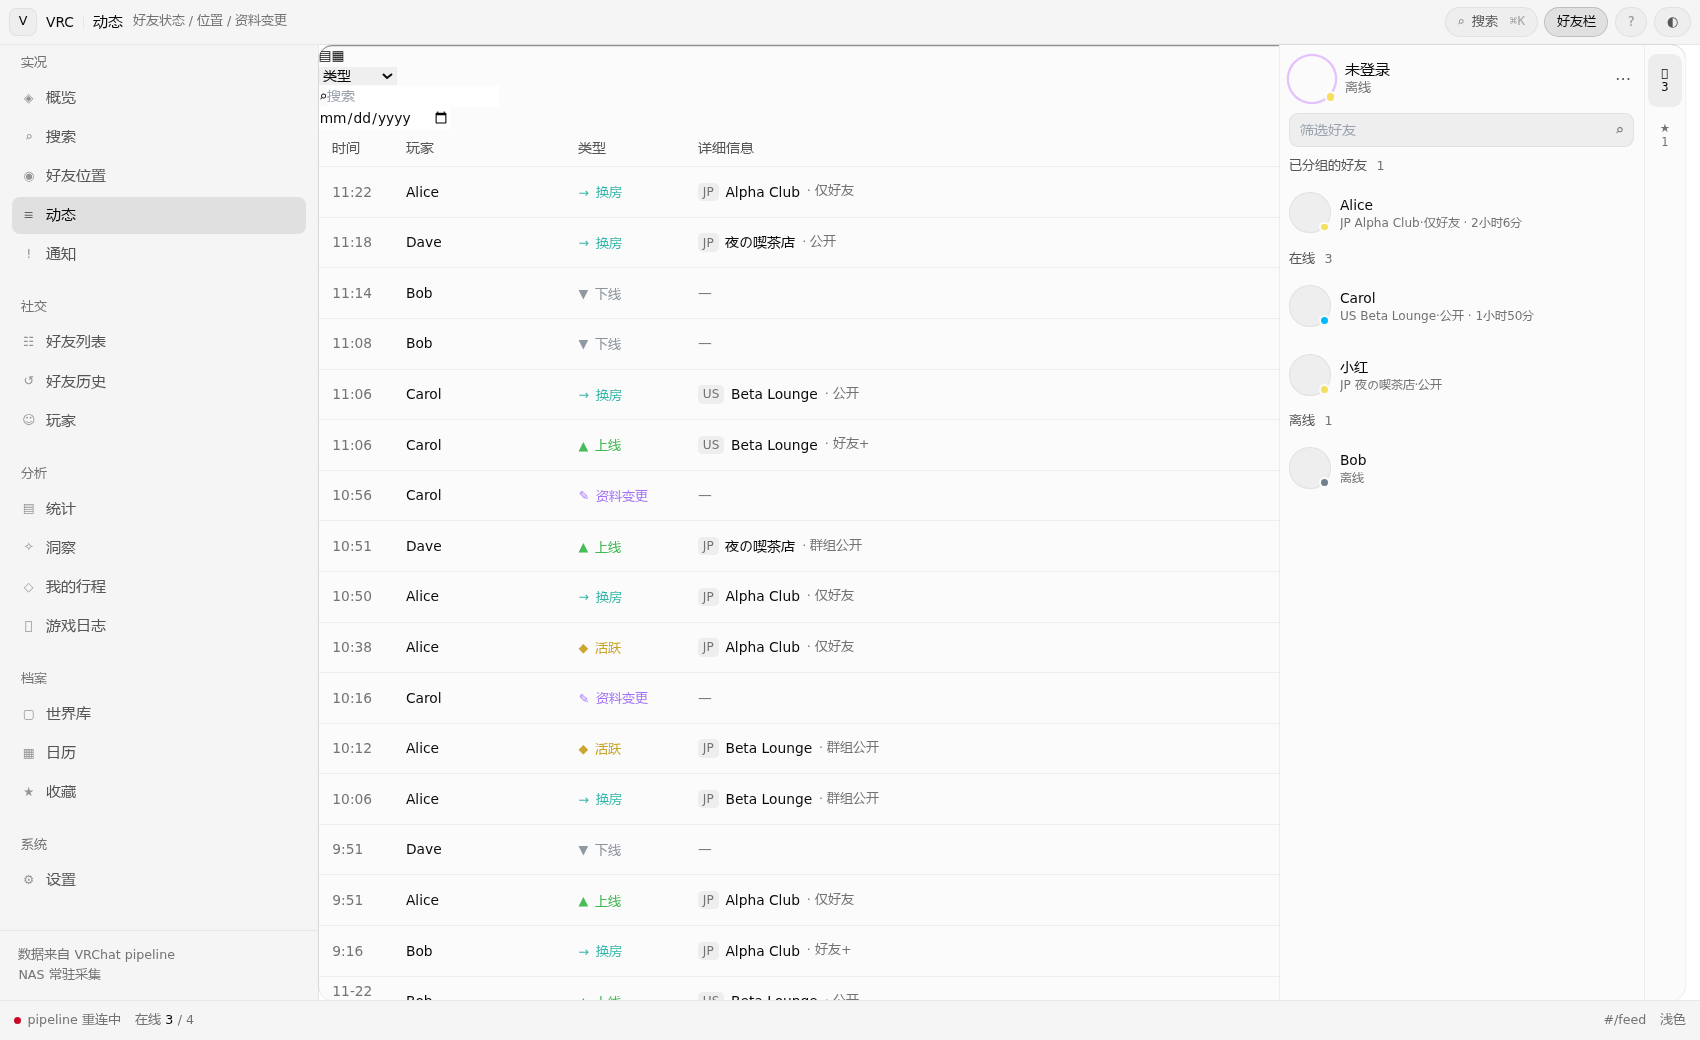 V VRC 动态 好友状态 / 位置 / 资料变更
搜索 ⌘K 好友栏 ?
实况
概览
搜索
好友位置
动态
通知
社交
好友列表
好友历史
玩家
分析
统计
洞察
我的行程
游戏日志
档案
世界库
日历
收藏
系统
设置
数据来自 VRChat pipeline
NAS 常驻采集
类型
搜索
mm/dd/yyyy
时间 玩家 类型 详细信息
11:22 Alice → 换房 JP Alpha Club · 仅好友
11:18 Dave → 换房 JP 夜の喫茶店 · 公开
11:14 Bob ▼ 下线 —
11:08 Bob ▼ 下线 —
11:06 Carol → 换房 US Beta Lounge · 公开
11:06 Carol ▲ 上线 US Beta Lounge · 好友+
10:56 Carol ✎ 资料变更 —
10:51 Dave ▲ 上线 JP 夜の喫茶店 · 群组公开
10:50 Alice → 换房 JP Alpha Club · 仅好友
10:38 Alice ◆ 活跃 JP Alpha Club · 仅好友
10:16 Carol ✎ 资料变更 —
10:12 Alice ◆ 活跃 JP Beta Lounge · 群组公开
10:06 Alice → 换房 JP Beta Lounge · 群组公开
9:51 Dave ▼ 下线 —
9:51 Alice ▲ 上线 JP Alpha Club · 仅好友
9:16 Bob → 换房 JP Alpha Club · 好友+
11-22 Bob ▲ 上线 US Beta Lounge · 公开
未登录
离线
…
筛选好友
已分组的好友 1
Alice
JP Alpha Club·仅好友 · 2小时6分
在线 3
Carol
US Beta Lounge·公开 · 1小时50分
小红
JP 夜の喫茶店·公开
离线 1
Bob
离线
3
★
1
pipeline 重连中 在线 3 / 4
#/feed 浅色